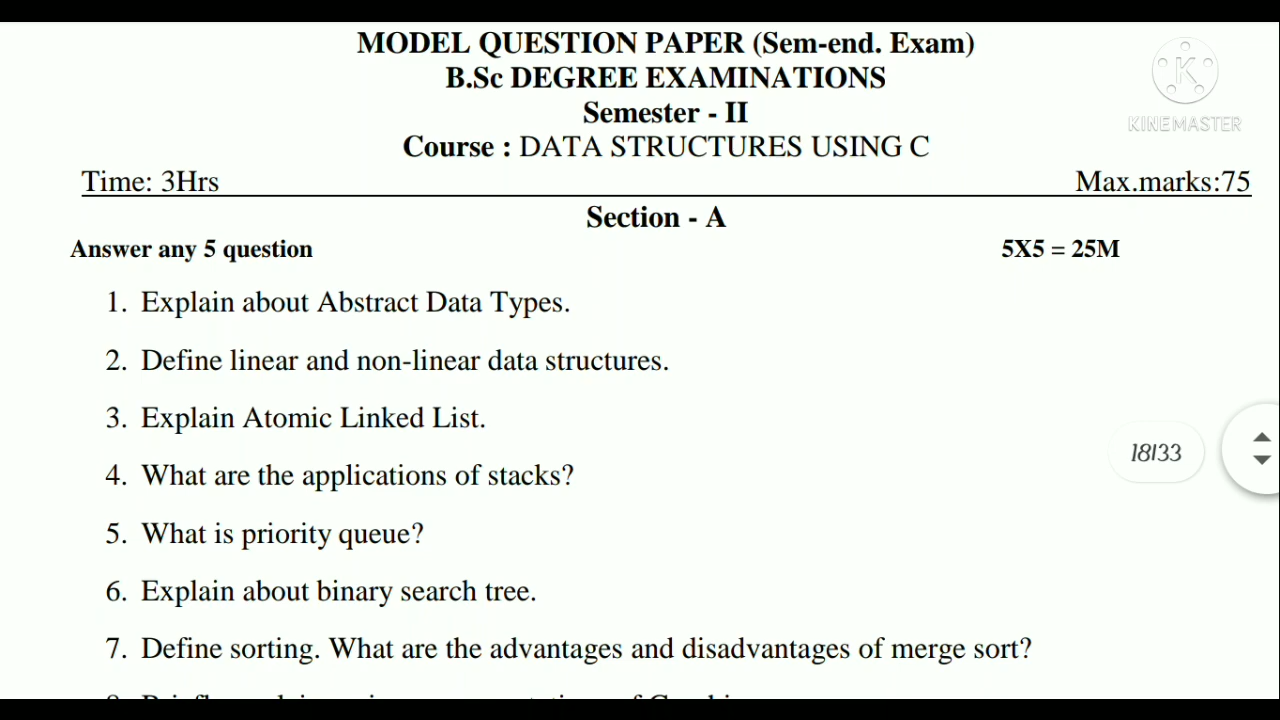 MODEL QUESTION PAPER (Sem-end. Exam)
B.Sc DEGREE EXAMINATIONS
Semester - II
Course : DATA STRUCTURES USING C
Time: 3Hrs Max.marks:75
Section - A
Answer any 5 question 5X5 = 25M
1. Explain about Abstract Data Types.
2. Define linear and non-linear data structures.
3. Explain Atomic Linked List.
4. What are the applications of stacks?
5. What is priority queue?
6. Explain about binary search tree.
7. Define sorting. What are the advantages and disadvantages of merge sort?
K
KINEMASTER
18/33